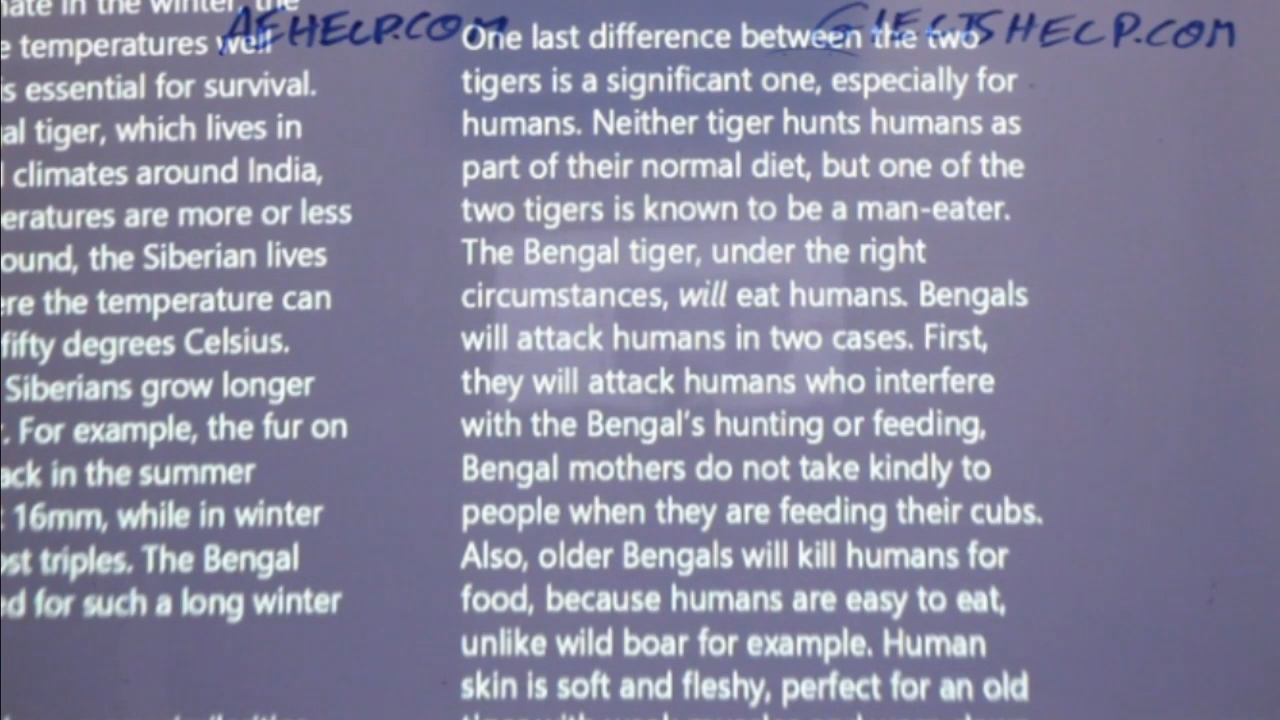 AEHELP.COM
GIELTSHELP.COM
ate in the winter, the
temperatures well
s essential for survival.
al tiger, which lives in
climates around India,
eratures are more or less
ound, the Siberian lives
re the temperature can
fifty degrees Celsius.
Siberians grow longer
. For example, the fur on
ack in the summer
16mm, while in winter
ost triples. The Bengal
ed for such a long winter
One last difference between the two
tigers is a significant one, especially for
humans. Neither tiger hunts humans as
part of their normal diet, but one of the
two tigers is known to be a man-eater.
The Bengal tiger, under the right
circumstances, will eat humans. Bengals
will attack humans in two cases. First,
they will attack humans who interfere
with the Bengal's hunting or feeding,
Bengal mothers do not take kindly to
people when they are feeding their cubs.
Also, older Bengals will kill humans for
food, because humans are easy to eat,
unlike wild boar for example. Human
skin is soft and fleshy, perfect for an old